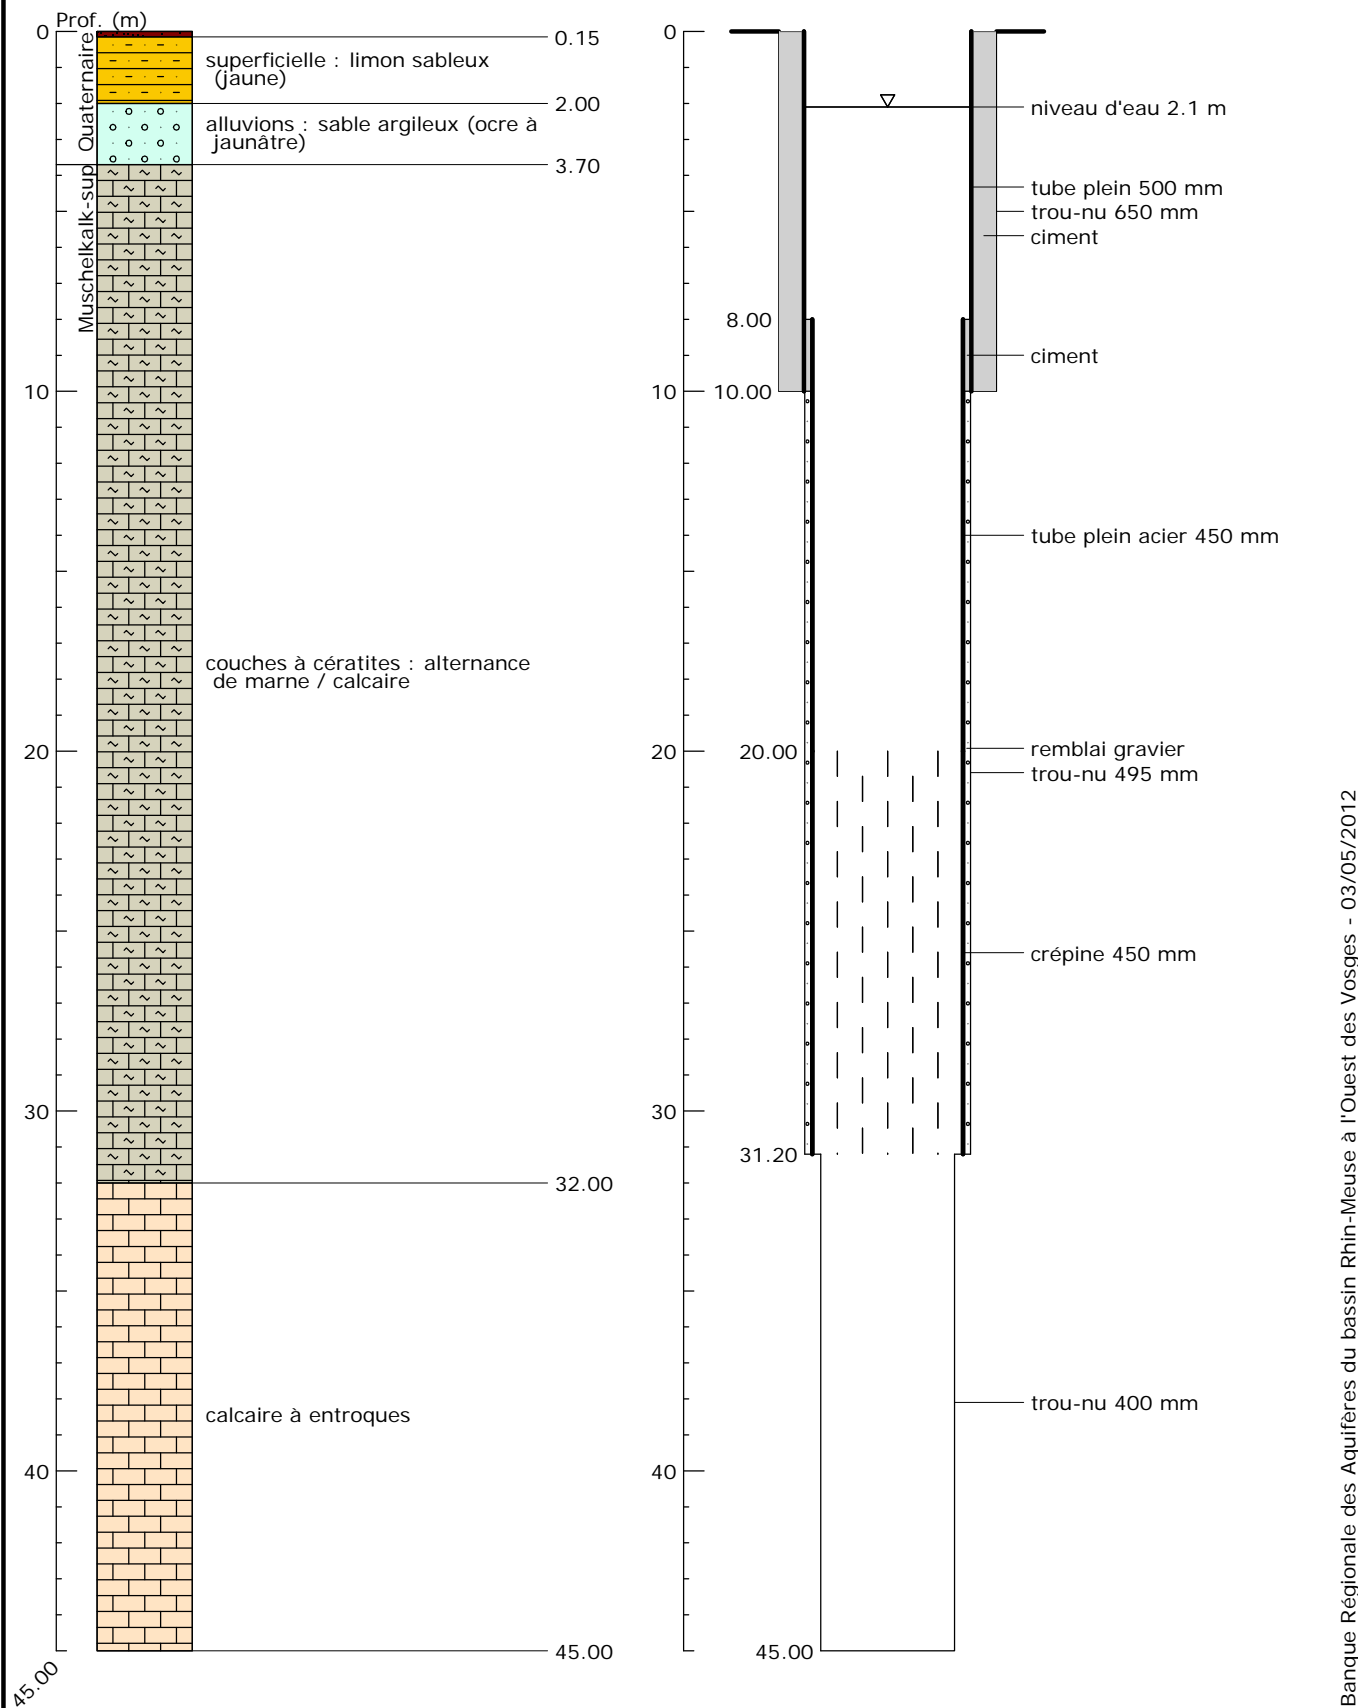 Prof. (m)
0
Quaternaire
0.15
superficielle : limon sableux
(jaune)
2.00
alluvions : sable argileux (ocre à
jaunâtre)
3.70
Muschelkalk-sup
10
couches à cératites : alternance
de marne / calcaire
20
30
32.00
calcaire à entroques
40
45.00
45.00
0
niveau d'eau 2.1 m
tube plein 500 mm
trou-nu 650 mm
ciment
8.00
ciment
10
10.00
tube plein acier 450 mm
20
20.00
remblai gravier
trou-nu 495 mm
crépine 450 mm
30
31.20
trou-nu 400 mm
40
45.00
Banque Régionale des Aquifères du bassin Rhin-Meuse à l'Ouest des Vosges - 03/05/2012